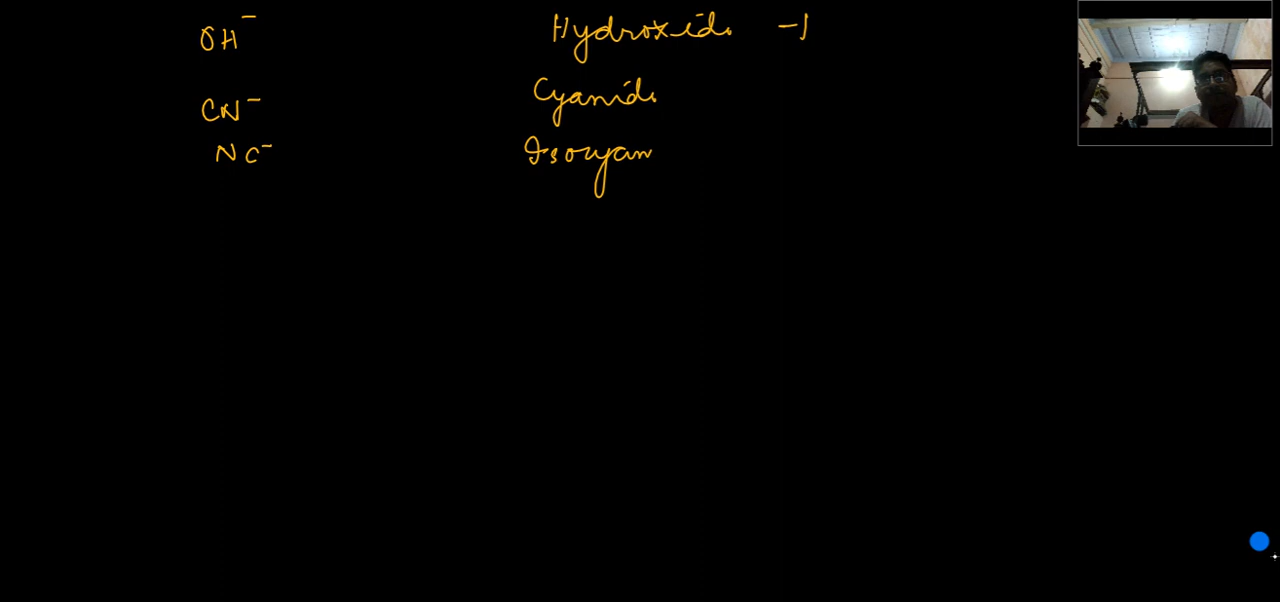 OH⁻ Hydroxide -1
CN⁻ Cyanide
NC⁻ Isocyan